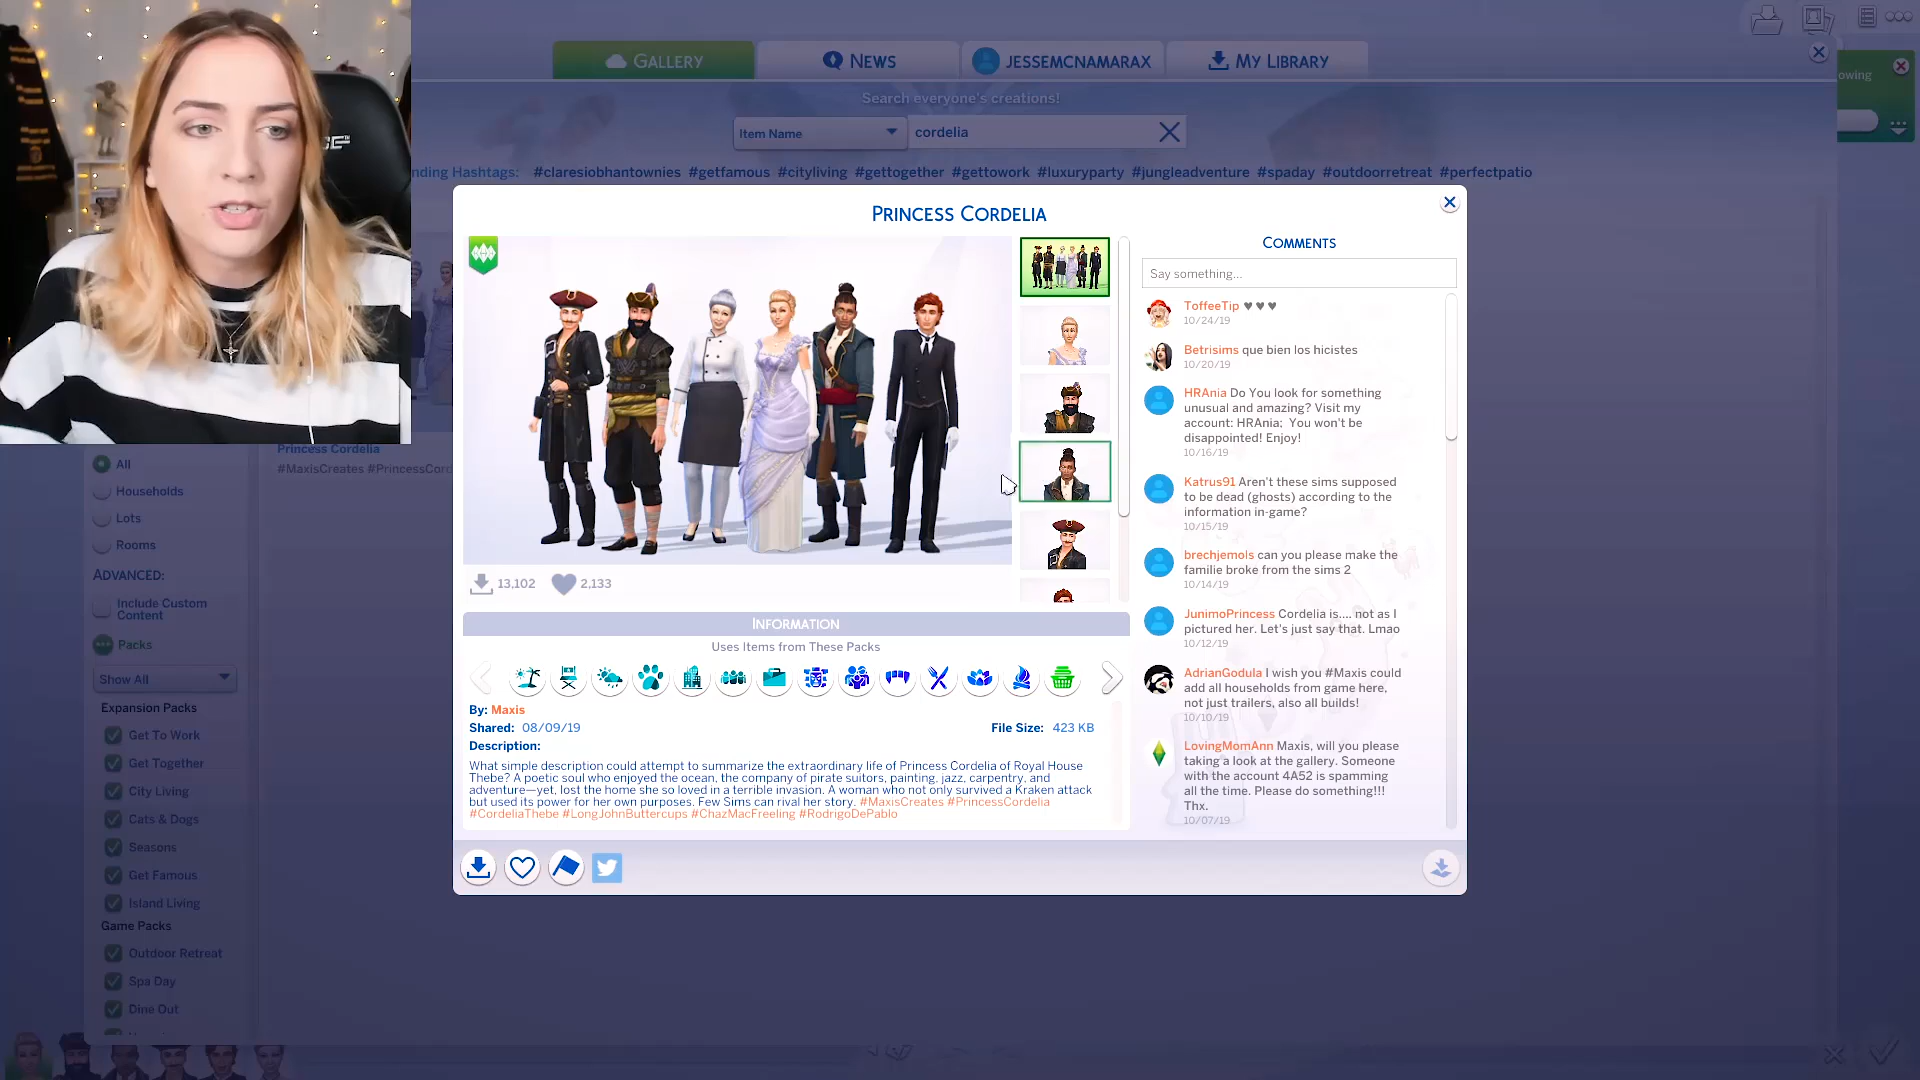 GALLERY
NEWS
JESSEMCNAMARAX
MY LIBRARY
owing
Search everyone's creations!
Item Name
cordelia
nding Hashtags: #claresiobhantownies #getfamous #cityliving #gettogether #gettowork #luxuryparty #jungleadventure #spaday #outdoorretreat #perfectpatio
PRINCESS CORDELIA
13,102
2,133
INFORMATION
Uses Items from These Packs
By: Maxis
Shared: 08/09/19
File Size: 423 KB
Description:
What simple description could attempt to summarize the extraordinary life of Princess Cordelia of Royal House
Thebe? A poetic soul who enjoyed the ocean, the company of pirate suitors, painting, jazz, carpentry, and
adventure—yet, lost the home she so loved in a terrible invasion. A woman who not only survived a Kraken attack
but used its power for her own purposes. Few Sims can rival her story. #MaxisCreates #PrincessCordelia
#CordeliaThebe #LongJohnButtercups #ChazMacFreeling #RodrigoDePablo
COMMENTS
Say something...
ToffeeTip ♥ ♥ ♥
10/24/19
Betrisims que bien los hicistes
10/20/19
HRAnia Do You look for something
unusual and amazing? Visit my
account: HRAnia; You won't be
disappointed! Enjoy!
10/16/19
Katrus91 Aren't these sims supposed
to be dead (ghosts) according to the
information in-game?
10/15/19
brechjemols can you please make the
familie broke from the sims 2
10/14/19
JunimoPrincess Cordelia is.... not as I
pictured her. Let's just say that. Lmao
10/12/19
AdrianGodula I wish you #Maxis could
add all households from game here,
not just trailers, also all builds!
10/10/19
LovingMomAnn Maxis, will you please
taking a look at the gallery. Someone
with the account 4A52 is spamming
all the time. Please do something!!!
Thx.
10/07/19
Princess Cordelia
#MaxisCreates #PrincessCord
All
Households
Lots
Rooms
ADVANCED:
Include Custom
Content
Packs
Show All
Expansion Packs
Get To Work
Get Together
City Living
Cats & Dogs
Seasons
Get Famous
Island Living
Game Packs
Outdoor Retreat
Spa Day
Dine Out